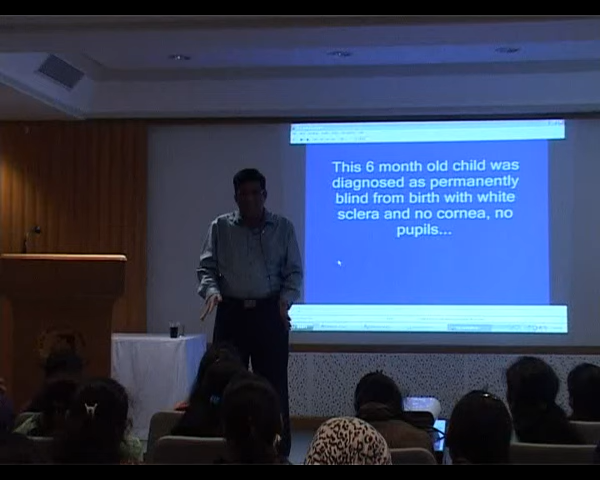 This 6 month old child was
diagnosed as permanently
blind from birth with white
sclera and no cornea, no
pupils...